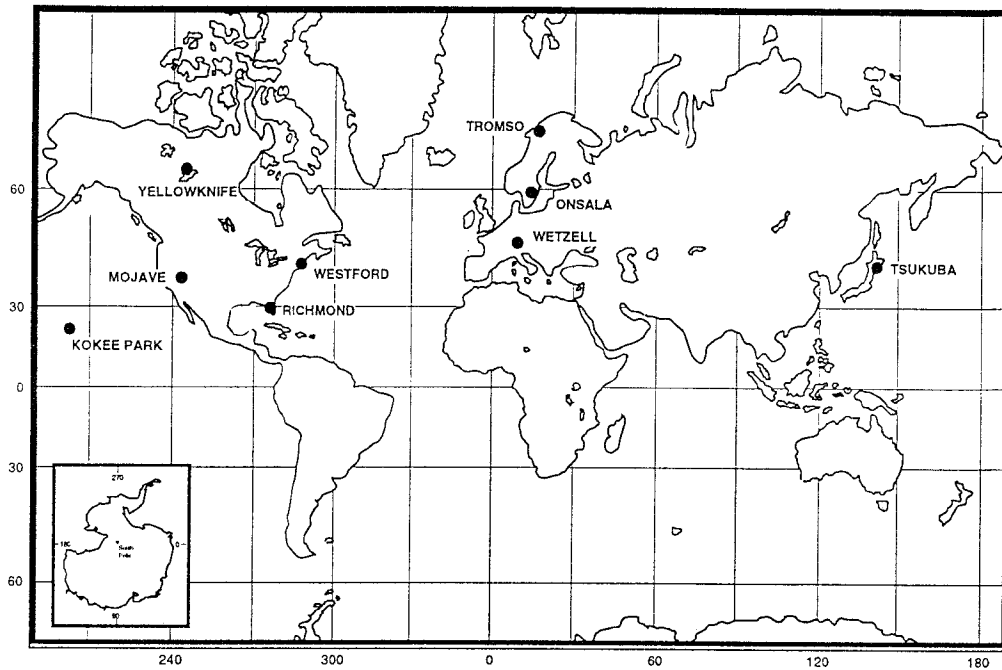 TROMSO
60
YELLOWKNIFE
ONSALA
WETZELL
MOJAVE
WESTFORD
TSUKUBA
30
RICHMOND
KOKEE PARK
0
30
270
180
South
Pole
0
90
60
240
300
0
60
120
180